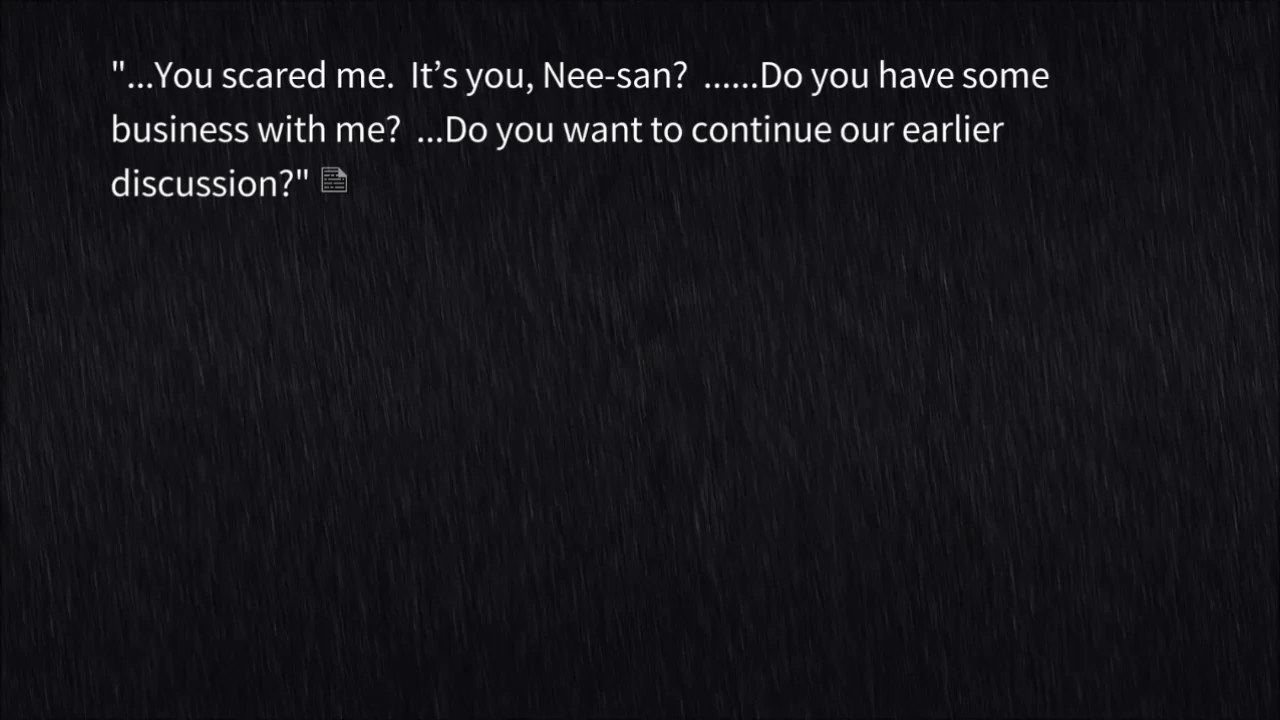 "...You scared me.  It’s you, Nee-san?  ......Do you have some
business with me?  ...Do you want to continue our earlier
discussion?"